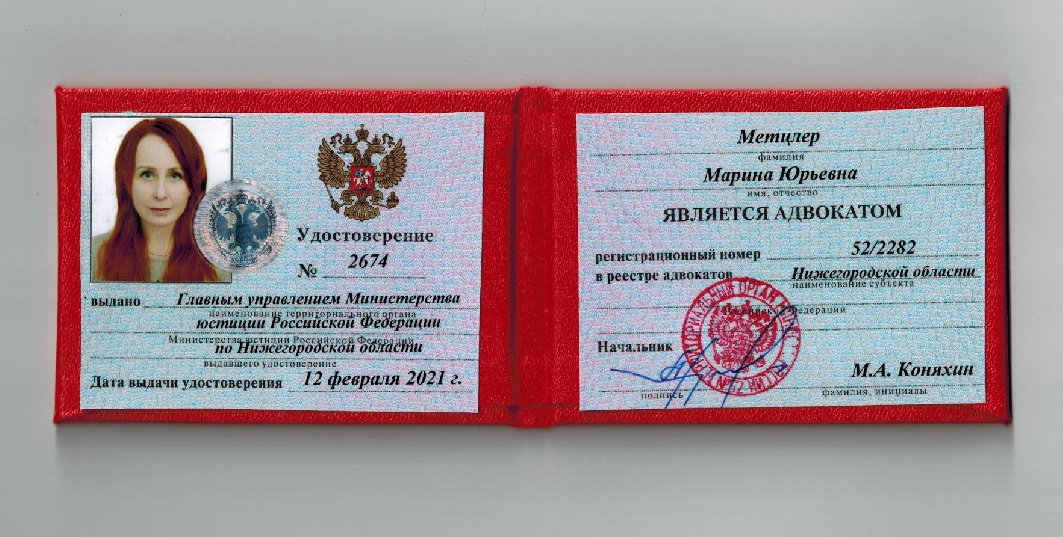 Удостоверение
№ 2674
выдано Главным управлением Министерства
наименование территориального органа
юстиции Российской Федерации
Министерства юстиции Российской Федерации,
по Нижегородской области
выдавшего удостоверение
Дата выдачи удостоверения 12 февраля 2021 г.
Метцлер
фамилия
Марина Юрьевна
имя, отчество
ЯВЛЯЕТСЯ АДВОКАТОМ
регистрационный номер 52/2282
в реестре адвокатов Нижегородской области
наименование субъекта
Российской Федерации
Начальник
М.А. Коняхин
подпись
фамилия, инициалы